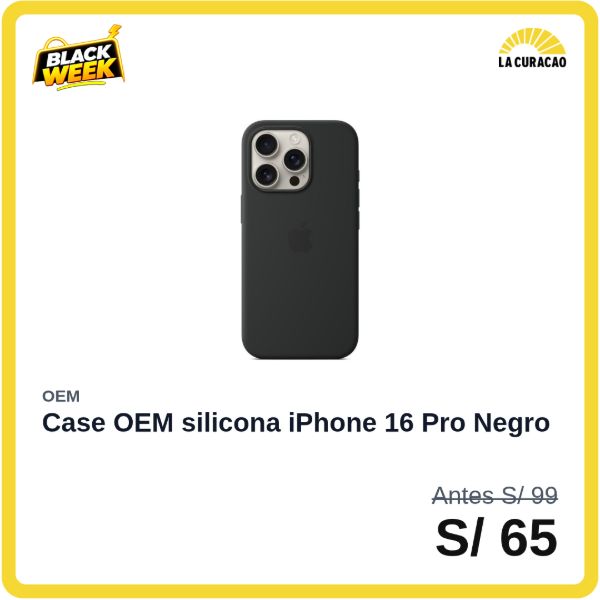 BLACK
WEEK
LA CURACAO
OEM
Case OEM silicona iPhone 16 Pro Negro
Antes S/ 99
S/ 65